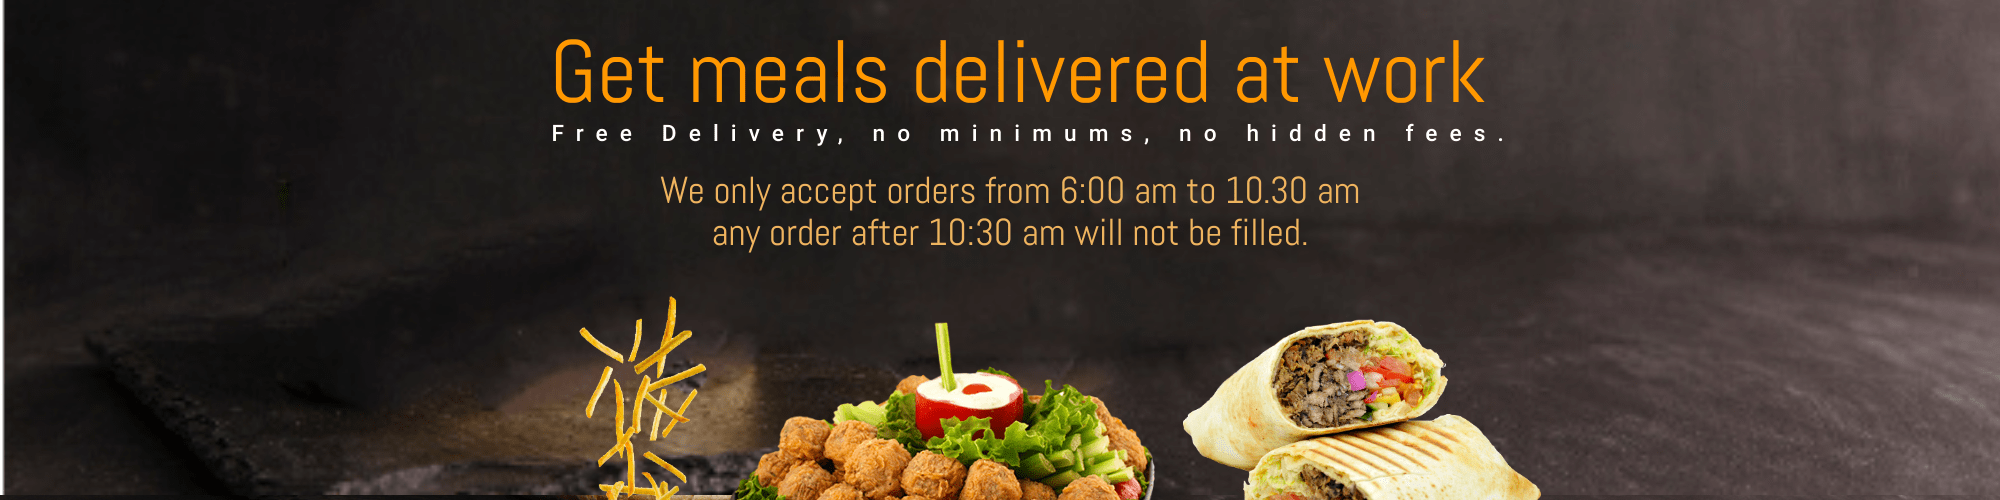 Get meals delivered at work
Free Delivery, no minimums, no hidden fees.
We only accept orders from 6:00 am to 10.30 am
any order after 10:30 am will not be filled.